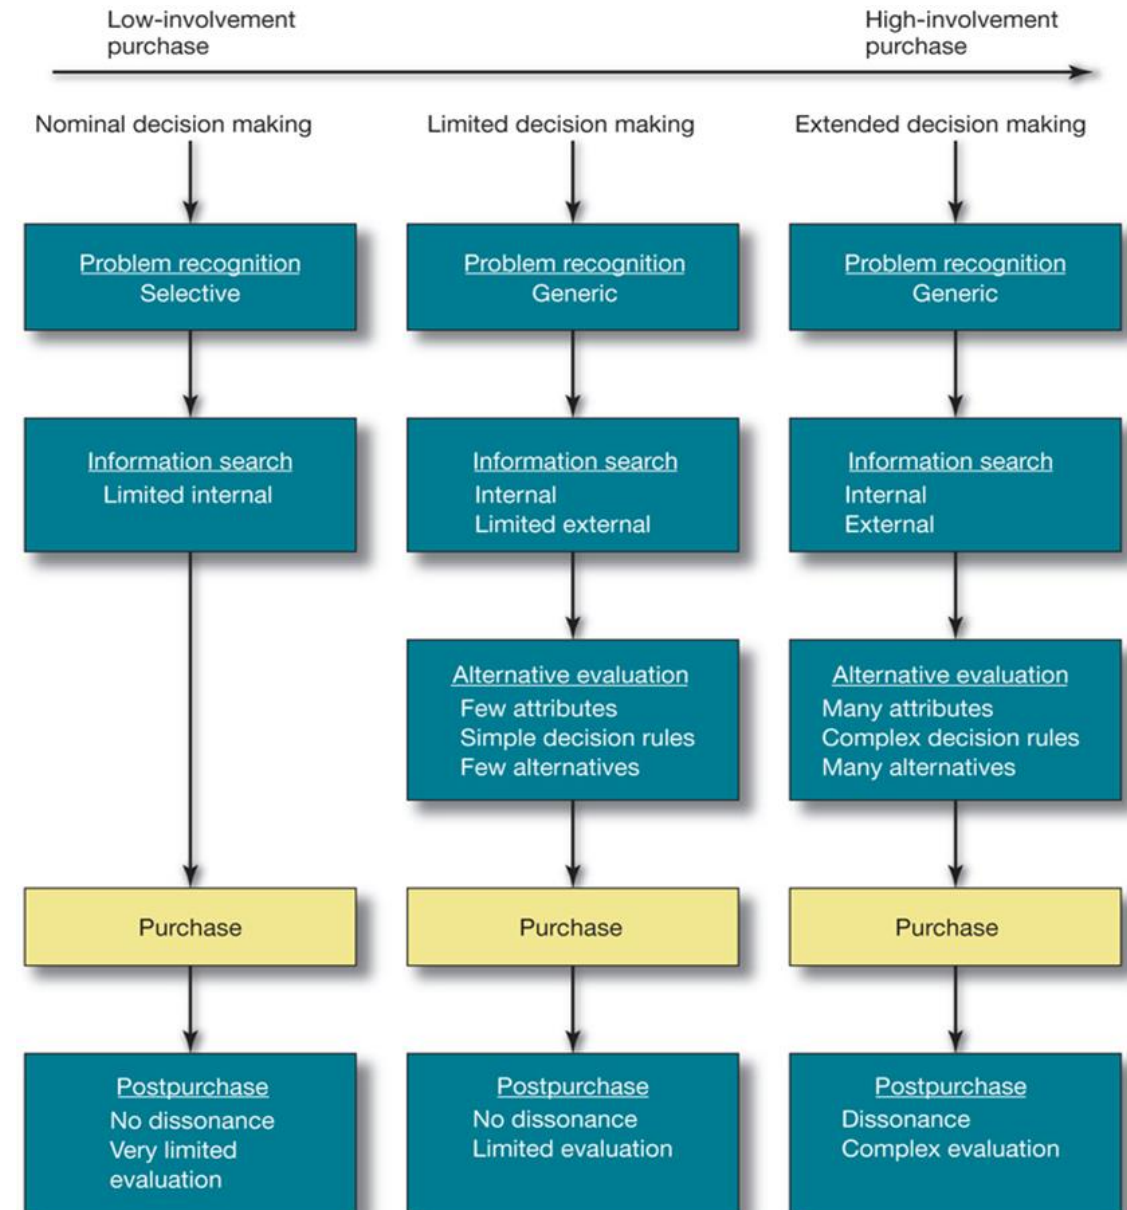 Low-involvement
purchase
High-involvement
purchase
Nominal decision making
Limited decision making
Extended decision making
Problem recognition
Selective
Problem recognition
Generic
Problem recognition
Generic
Information search
Limited internal
Information search
Internal
Limited external
Information search
Internal
External
Alternative evaluation
Few attributes
Simple decision rules
Few alternatives
Alternative evaluation
Many attributes
Complex decision rules
Many alternatives
Purchase
Purchase
Purchase
Postpurchase
No dissonance
Very limited
evaluation
Postpurchase
No dissonance
Limited evaluation
Postpurchase
Dissonance
Complex evaluation